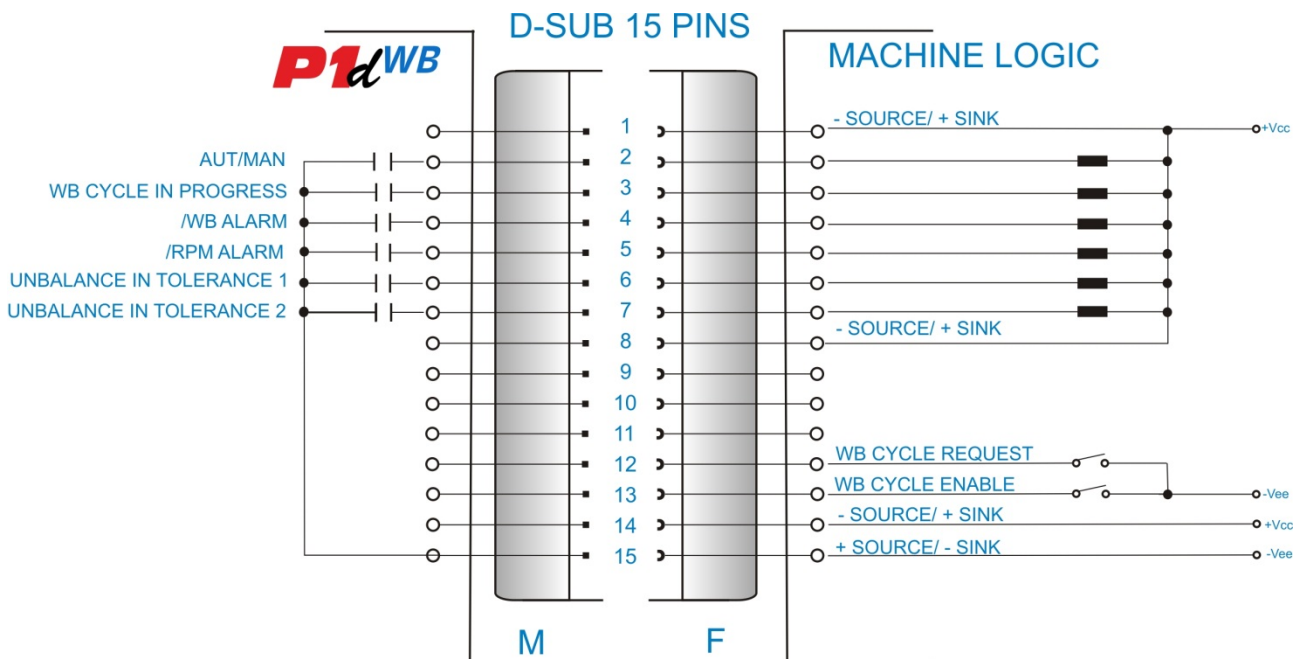 D-SUB 15 PINS
P1dWB
MACHINE LOGIC
1 - SOURCE/ + SINK +Vcc
AUT/MAN 2
WB CYCLE IN PROGRESS 3
/WB ALARM 4
/RPM ALARM 5
UNBALANCE IN TOLERANCE 1 6
UNBALANCE IN TOLERANCE 2 7
8 - SOURCE/ + SINK
9
10
11
12 WB CYCLE REQUEST
13 WB CYCLE ENABLE -Vee
14 - SOURCE/ + SINK +Vcc
15 + SOURCE/ - SINK -Vee
M F